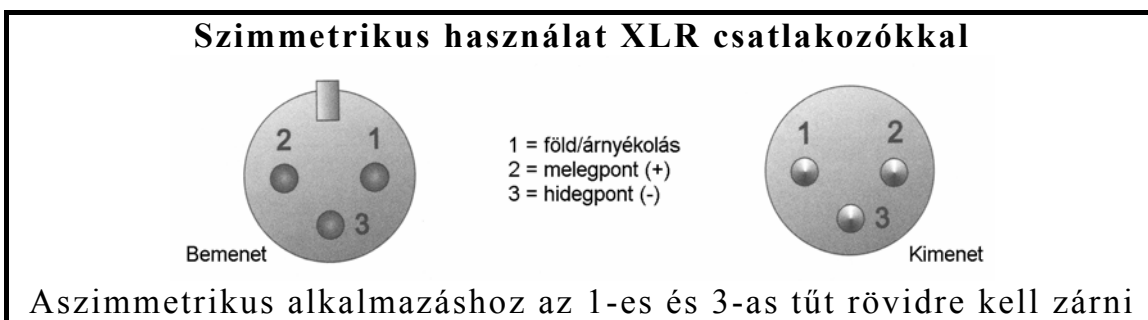 Szimmetrikus használat XLR csatlakozókkal
2 1
3
Bemenet
1 = föld/árnyékolás
2 = melegpont (+)
3 = hidegpont (-)
1 2
3
Kimenet
Aszimmetrikus alkalmazáshoz az 1-es és 3-as tűt rövidre kell zárni